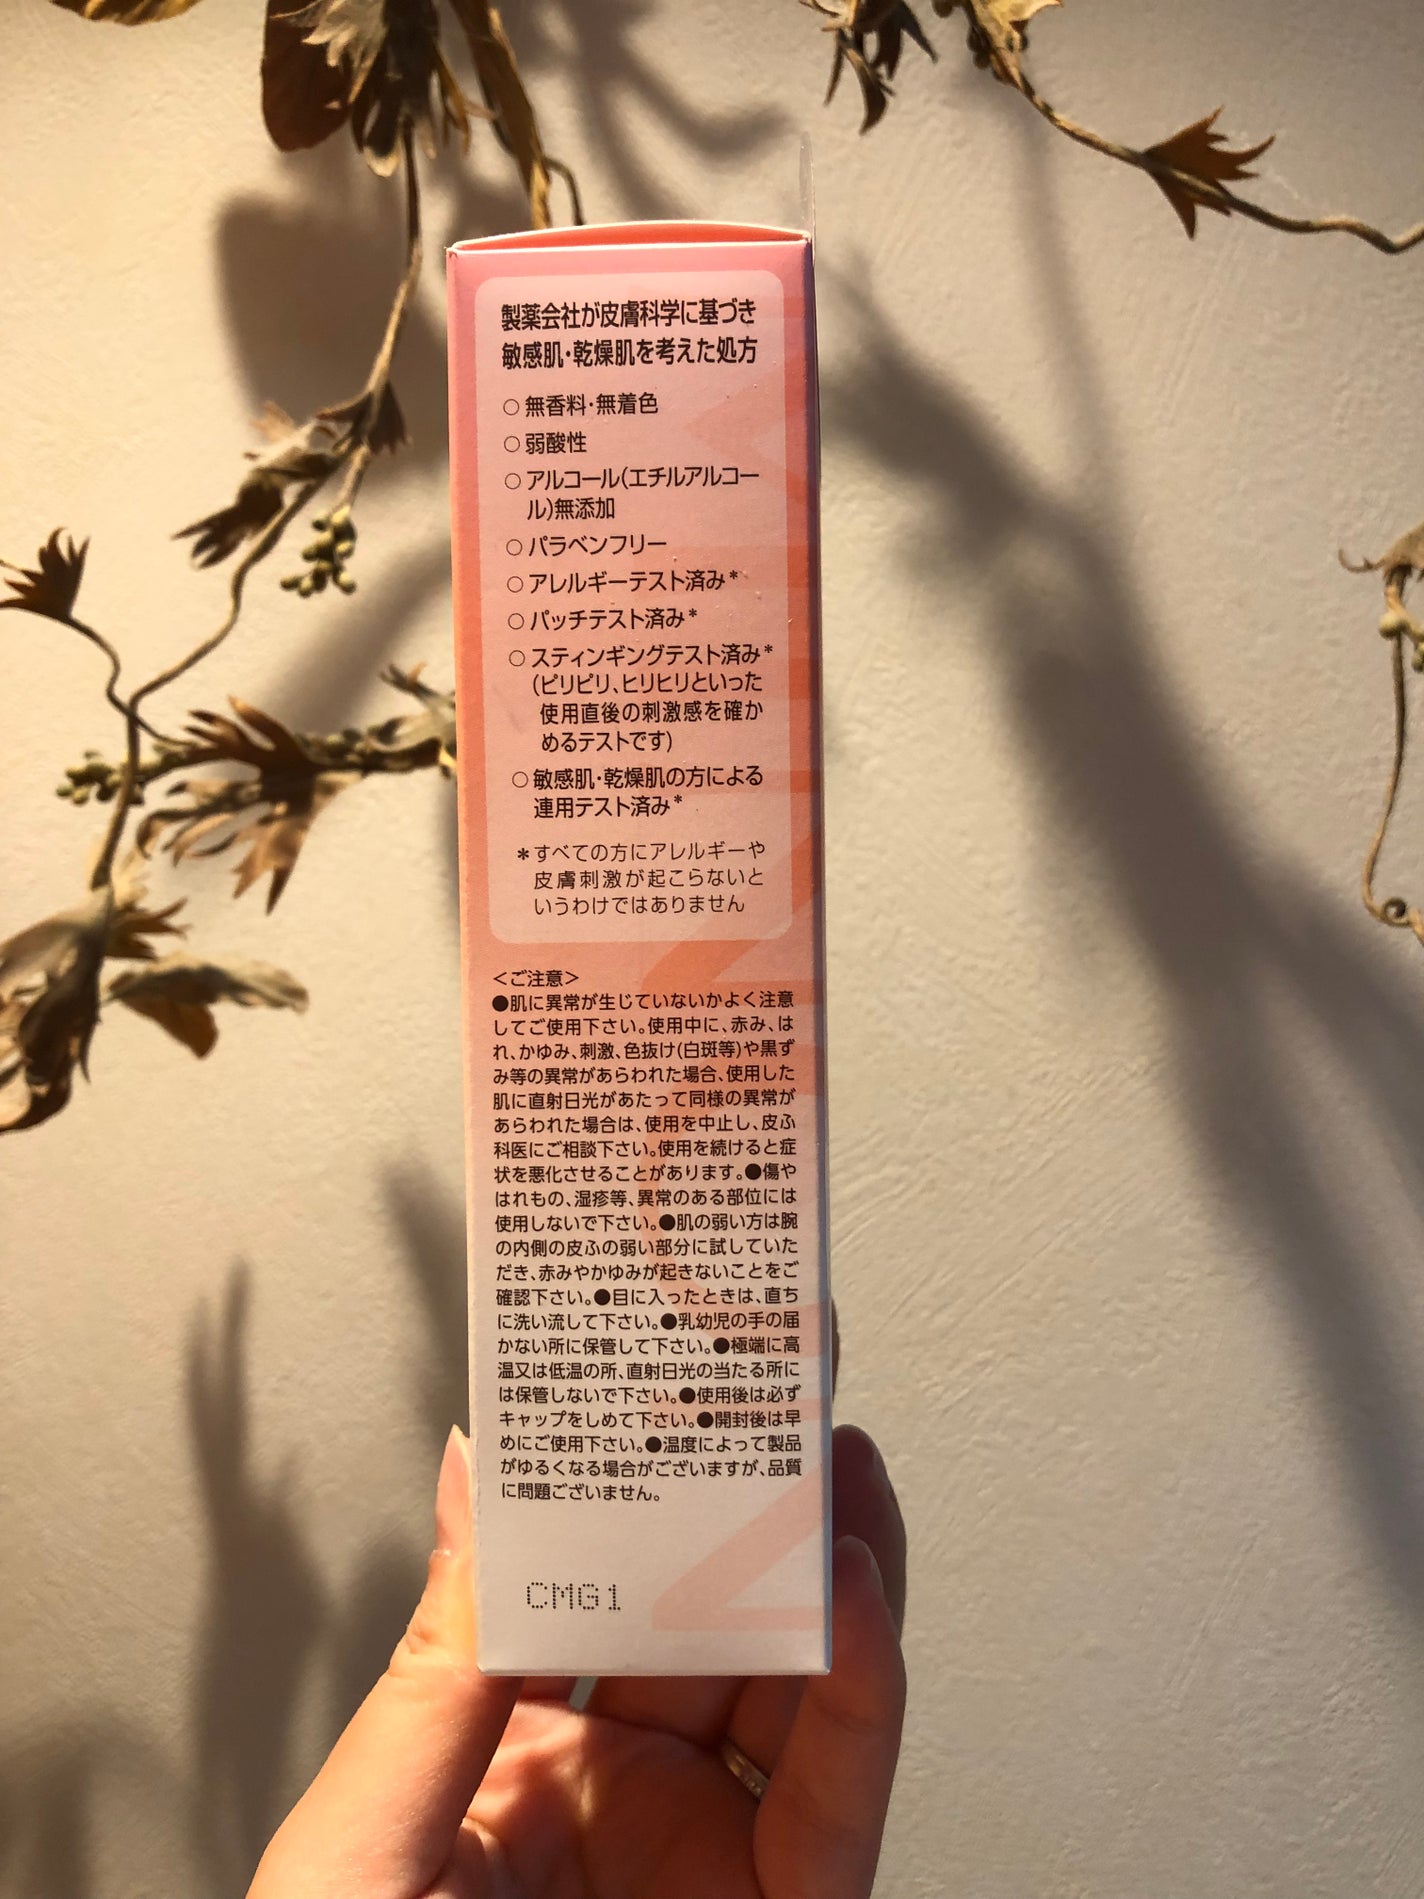 製薬会社が皮膚科学に基づき
敏感肌・乾燥肌を考えた処方
○無香料・無着色
○弱酸性
○アルコール(エチルアルコー
ル)無添加
○パラベンフリー
○アレルギーテスト済み*
○パッチテスト済み*
○スティンギングテスト済み*
(ピリピリ、ヒリヒリといった
使用直後の刺激感を確か
めるテストです)
○敏感肌・乾燥肌の方による
連用テスト済み*
*すべての方にアレルギーや
皮膚刺激が起こらないと
いうわけではありません
<ご注意>
●肌に異常が生じていないかよく注意
してご使用下さい。使用中に、赤み、は
れ、かゆみ、刺激、色抜け(白斑等)や黒ず
み等の異常があらわれた場合、使用した
肌に直射日光があたって同様の異常が
あらわれた場合は、使用を中止し、皮ふ
科医にご相談下さい。使用を続けると症
状を悪化させることがあります。●傷や
はれもの、湿疹等、異常のある部位には
使用しないで下さい。●肌の弱い方は腕
の内側の皮ふの弱い部分に試していた
だき、赤みやかゆみが起きないことをご
確認下さい。●目に入ったときは、直ち
に洗い流して下さい。●乳幼児の手の届
かない所に保管して下さい。●極端に高
温又は低温の所、直射日光の当たる所に
は保管しないで下さい。●使用後は必ず
キャップをしめて下さい。●開封後は早
めにご使用下さい。●温度によって製品
がゆるくなる場合がございますが、品質
に問題ございません。
CMG1